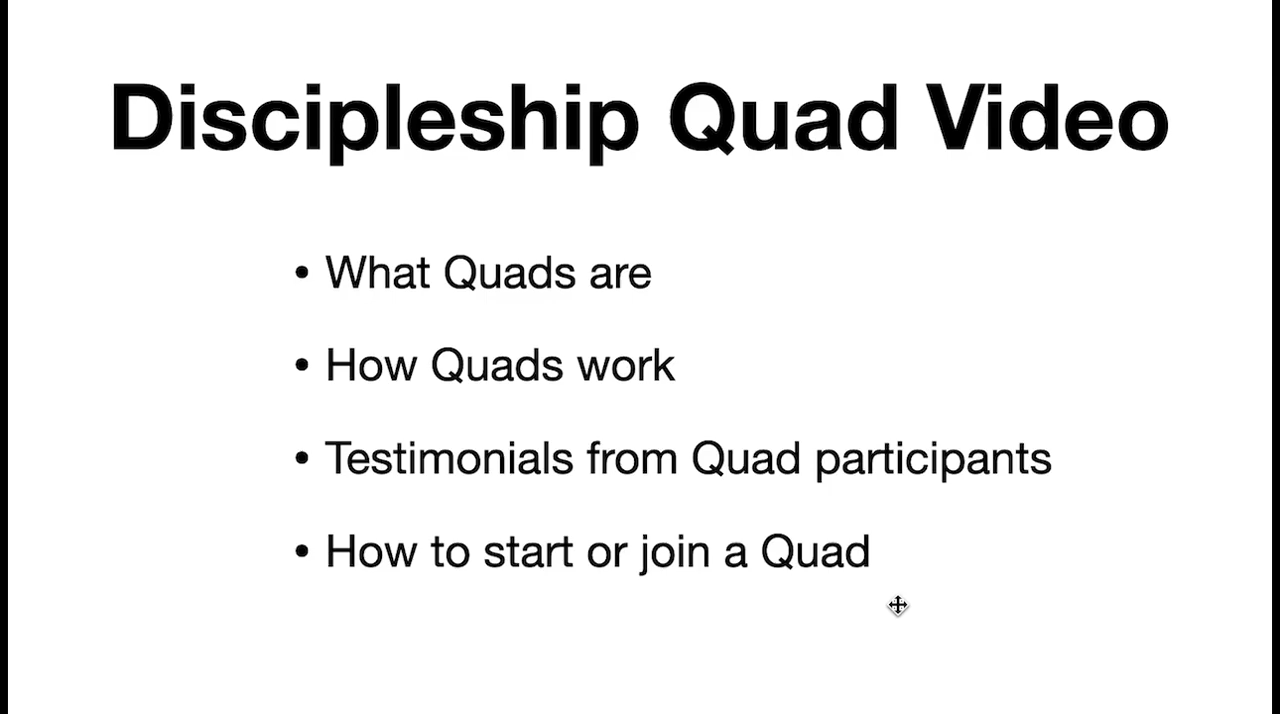 Discipleship Quad Video
• What Quads are
• How Quads work
• Testimonials from Quad participants
• How to start or join a Quad